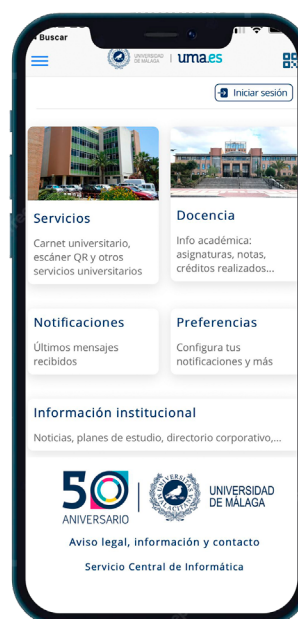 Buscar
UNIVERSIDAD
DE MÁLAGA
uma.es
Iniciar sesión
Servicios
Carnet universitario,
escáner QR y otros
servicios universitarios
Docencia
Info académica:
asignaturas, notas,
créditos realizados...
Notificaciones
Últimos mensajes
recibidos
Preferencias
Configura tus
notificaciones y más
Información institucional
Noticias, planes de estudio, directorio corporativo,...
50
ANIVERSARIO
UNIVERSIDAD
DE MÁLAGA
Aviso legal, información y contacto
Servicio Central de Informática